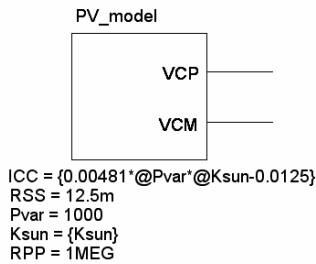 PV_model
VCP
VCM
ICC = {0.00481*@Pvar*@Ksun-0.0125}
RSS = 12.5m
Pvar = 1000
Ksun = {Ksun}
RPP = 1MEG